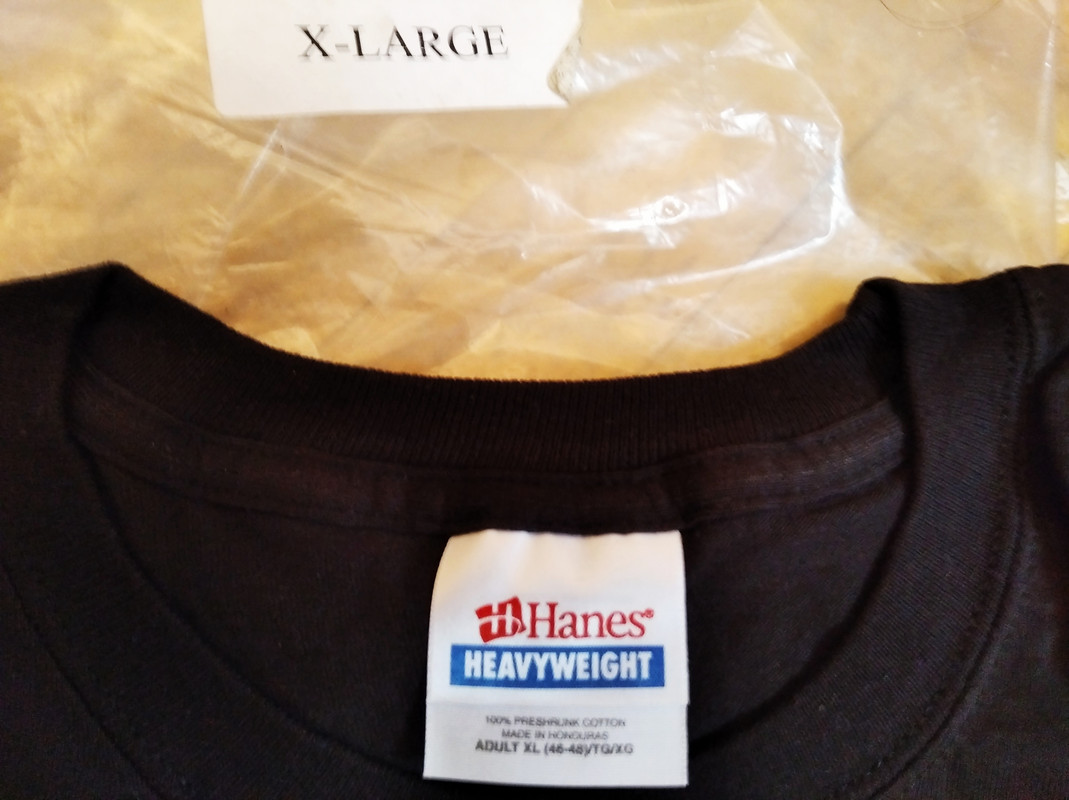 X-LARGE
Hanes®
HEAVYWEIGHT
100% PRESHRUNK COTTON
MADE IN HONDURAS
ADULT XL (46-48)/TG/XG